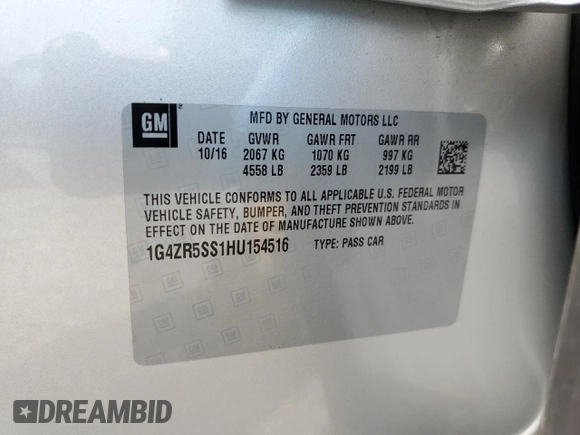 GM
MFD BY GENERAL MOTORS LLC
DATE GVWR GAWR FRT GAWR RR
10/16 2067 KG 1070 KG 997 KG
4558 LB 2359 LB 2199 LB
THIS VEHICLE CONFORMS TO ALL APPLICABLE U.S. FEDERAL MOTOR
VEHICLE SAFETY, BUMPER, AND THEFT PREVENTION STANDARDS IN
EFFECT ON THE DATE OF MANUFACTURE SHOWN ABOVE.
1G4ZR5SS1HU154516 TYPE: PASS CAR
DREAMBID